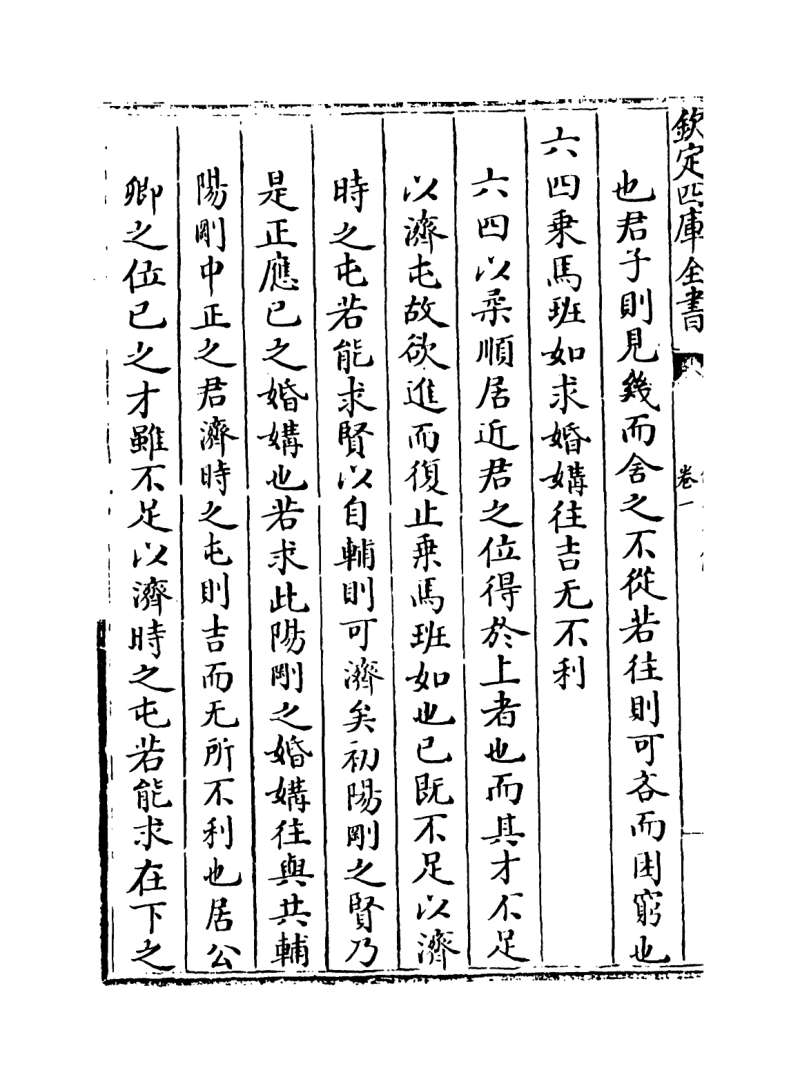 欽定四庫全書
卷一
也君子則見幾而舍之不從若往則可吝而困窮也
六四乗馬班如求婚媾往吉无不利
六四以柔順居近君之位得於上者也而其才不足
以濟屯故欲進而復止乗馬班如也已既不足以濟
時之屯若能求賢以自輔則可濟矣初陽剛之賢乃
是正應已之婚媾也若求此陽剛之婚媾往與共輔
陽剛中正之君濟時之屯則吉而无所不利也居公
卿之位已之才雖不足以濟時之屯若能求在下之